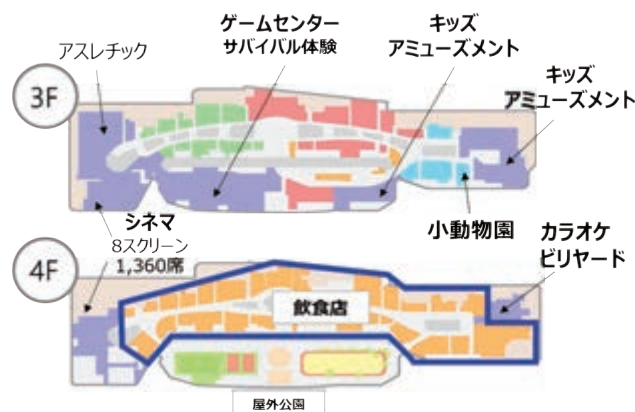 アスレチック
ゲームセンター
サバイバル体験
キッズ
アミューズメント
キッズ
アミューズメント
3F
シネマ
8スクリーン
1,360席
小動物園
カラオケ
ビリヤード
4F
飲食店
屋外公園